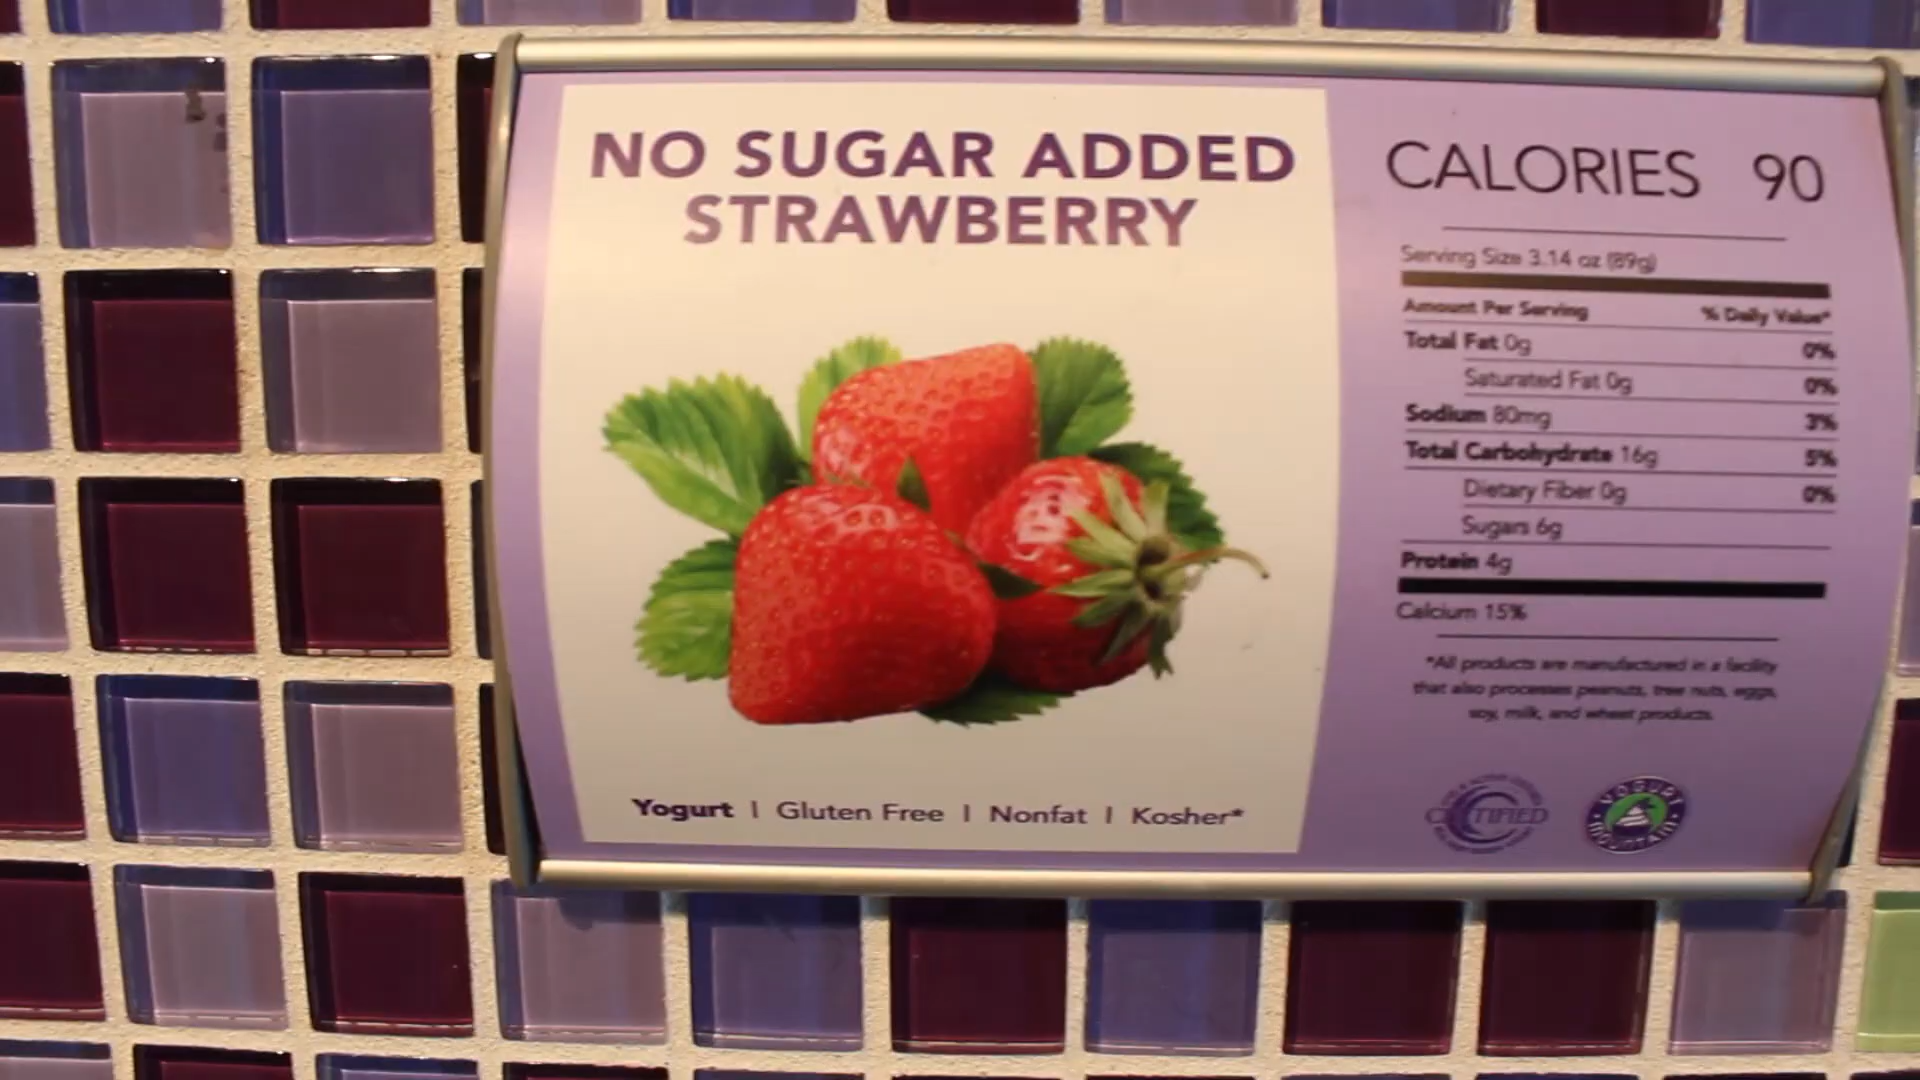 NO SUGAR ADDED
STRAWBERRY
Yogurt | Gluten Free | Nonfat | Kosher*
CALORIES 90
Serving Size 3.14 oz (89g)
Amount Per Serving % Daily Value*
Total Fat 0g 0%
Saturated Fat 0g 0%
Sodium 80mg 3%
Total Carbohydrate 16g 5%
Dietary Fiber 0g 0%
Sugars 6g
Protein 4g
Calcium 15%
*All products are manufactured in a facility
that also processes peanuts, tree nuts, eggs,
soy, milk, and wheat products.
YOGURT
MOUNTAIN